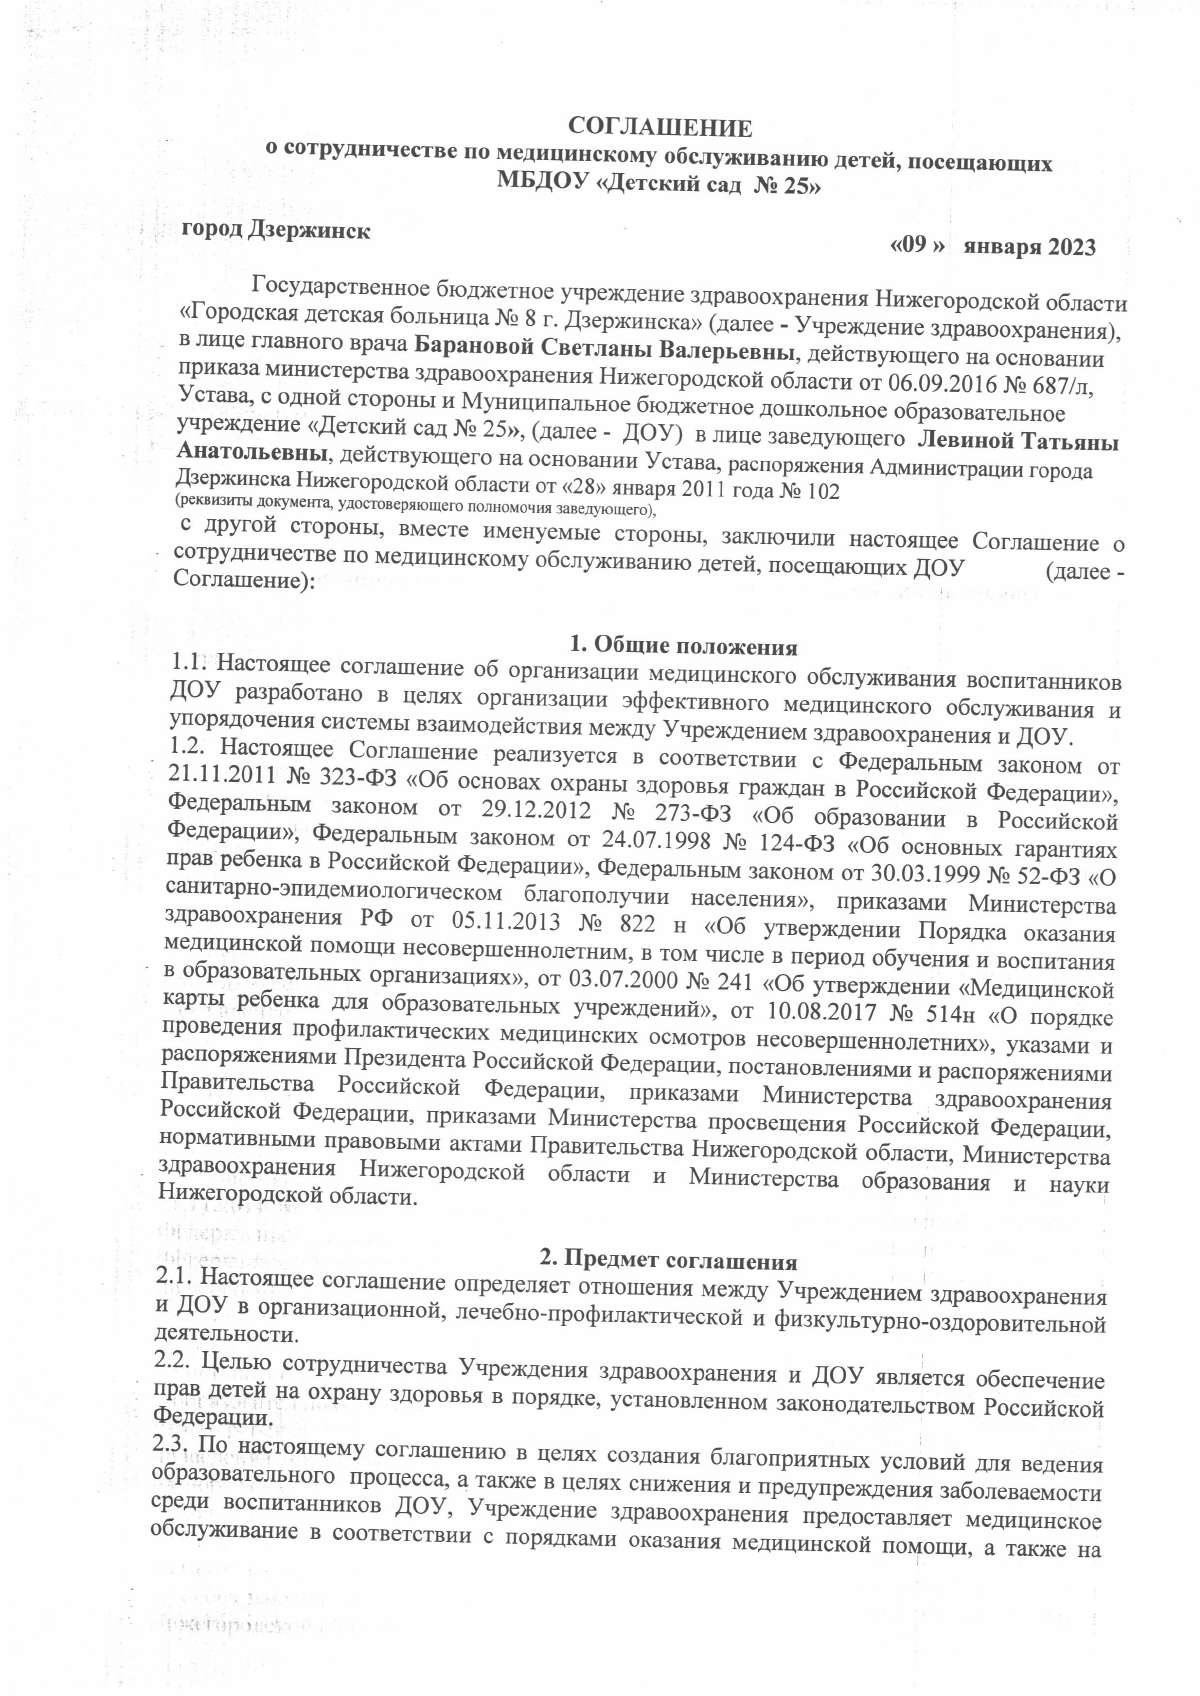 СОГЛАШЕНИЕ
о сотрудничестве по медицинскому обслуживанию детей, посещающих
МБДОУ «Детский сад № 25»
город Дзержинск
«09 » января 2023
Государственное бюджетное учреждение здравоохранения Нижегородской области
«Городская детская больница № 8 г. Дзержинска» (далее - Учреждение здравоохранения),
в лице главного врача Барановой Светланы Валерьевны, действующего на основании
приказа министерства здравоохранения Нижегородской области от 06.09.2016 № 687/л,
Устава, с одной стороны и Муниципальное бюджетное дошкольное образовательное
учреждение «Детский сад № 25», (далее - ДОУ) в лице заведующего Левиной Татьяны
Анатольевны, действующего на основании Устава, распоряжения Администрации города
Дзержинска Нижегородской области от «28» января 2011 года № 102
(реквизиты документа, удостоверяющего полномочия заведующего),
с другой стороны, вместе именуемые стороны, заключили настоящее Соглашение о
сотрудничестве по медицинскому обслуживанию детей, посещающих ДОУ (далее -
Соглашение):
1. Общие положения
1.1. Настоящее соглашение об организации медицинского обслуживания воспитанников
ДОУ разработано в целях организации эффективного медицинского обслуживания и
упорядочения системы взаимодействия между Учреждением здравоохранения и ДОУ.
1.2. Настоящее Соглашение реализуется в соответствии с Федеральным законом от
21.11.2011 № 323-ФЗ «Об основах охраны здоровья граждан в Российской Федерации»,
Федеральным законом от 29.12.2012 № 273-ФЗ «Об образовании в Российской
Федерации», Федеральным законом от 24.07.1998 № 124-ФЗ «Об основных гарантиях
прав ребенка в Российской Федерации», Федеральным законом от 30.03.1999 № 52-ФЗ «О
санитарно-эпидемиологическом благополучии населения», приказами Министерства
здравоохранения РФ от 05.11.2013 № 822 н «Об утверждении Порядка оказания
медицинской помощи несовершеннолетним, в том числе в период обучения и воспитания
в образовательных организациях», от 03.07.2000 № 241 «Об утверждении «Медицинской
карты ребенка для образовательных учреждений», от 10.08.2017 № 514н «О порядке
проведения профилактических медицинских осмотров несовершеннолетних», указами и
распоряжениями Президента Российской Федерации, постановлениями и распоряжениями
Правительства Российской Федерации, приказами Министерства здравоохранения
Российской Федерации, приказами Министерства просвещения Российской Федерации,
нормативными правовыми актами Правительства Нижегородской области, Министерства
здравоохранения Нижегородской области и Министерства образования и науки
Нижегородской области.
2. Предмет соглашения
2.1. Настоящее соглашение определяет отношения между Учреждением здравоохранения
и ДОУ в организационной, лечебно-профилактической и физкультурно-оздоровительной
деятельности.
2.2. Целью сотрудничества Учреждения здравоохранения и ДОУ является обеспечение
прав детей на охрану здоровья в порядке, установленном законодательством Российской
Федерации.
2.3. По настоящему соглашению в целях создания благоприятных условий для ведения
образовательного процесса, а также в целях снижения и предупреждения заболеваемости
среди воспитанников ДОУ, Учреждение здравоохранения предоставляет медицинское
обслуживание в соответствии с порядками оказания медицинской помощи, а также на